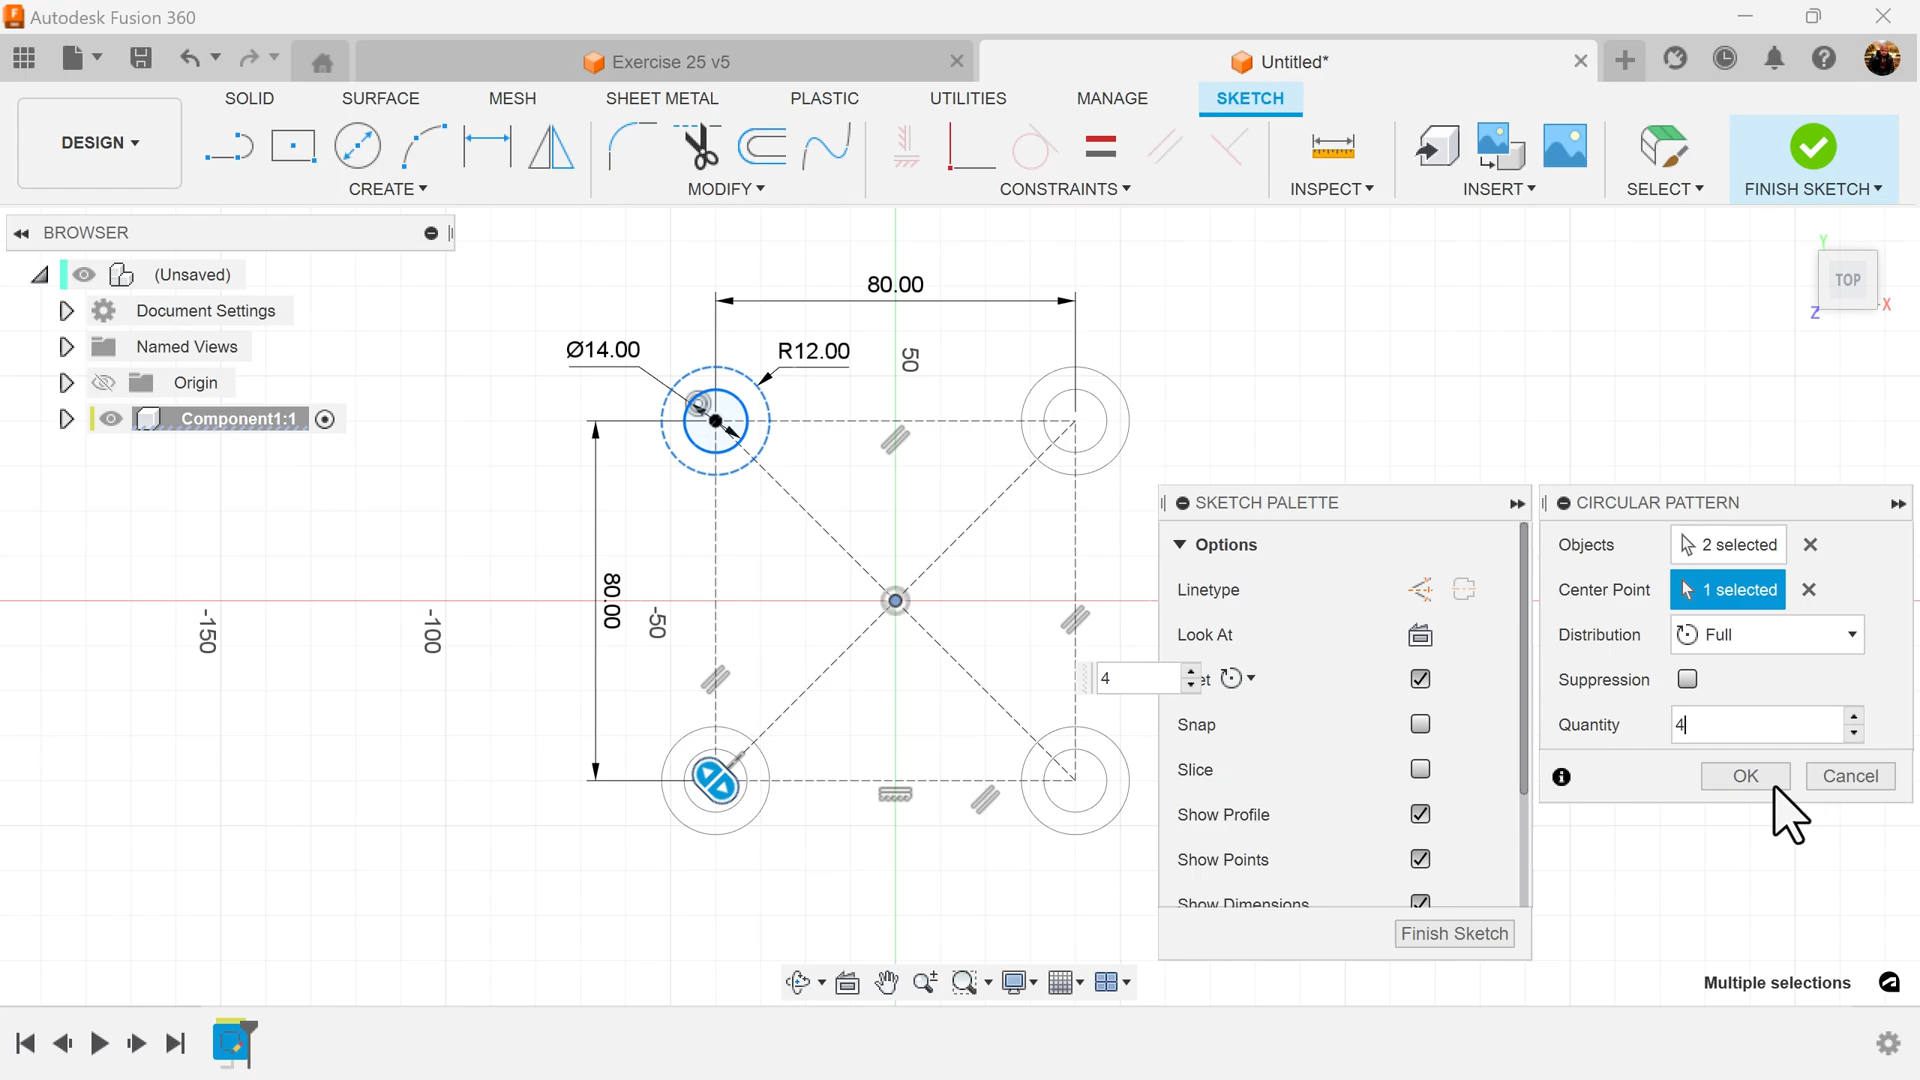 Autodesk Fusion 360
Exercise 25 v5
Untitled*
SOLID
SURFACE
MESH
SHEET METAL
PLASTIC
UTILITIES
MANAGE
SKETCH
DESIGN
CREATE
MODIFY
CONSTRAINTS
INSPECT
INSERT
SELECT
FINISH SKETCH
BROWSER
(Unsaved)
Document Settings
Named Views
Origin
Component1:1
Y
TOP
X
Z
80.00
Ø14.00
R12.00
50
80.00
-50
-100
-150
4
SKETCH PALETTE
Options
Linetype
Look At
et
Snap
Slice
Show Profile
Show Points
Show Dimensions
Finish Sketch
CIRCULAR PATTERN
Objects
2 selected
Center Point
1 selected
Distribution
Full
Suppression
Quantity
4
OK
Cancel
Multiple selections